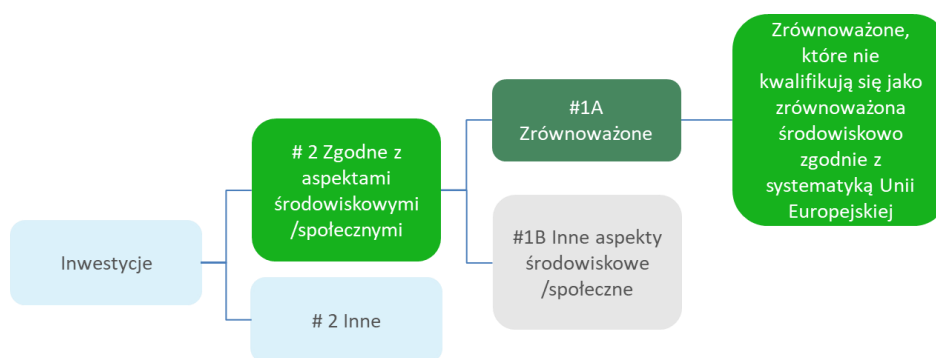 Inwestycje
# 2 Zgodne z
aspektami
środowiskowymi
/społecznymi
# 2 Inne
#1A
Zrównoważone
#1B Inne aspekty
środowiskowe
/społeczne
Zrównoważone,
które nie
kwalifikują się jako
zrównoważona
środowiskowo
zgodnie z
systematyką Unii
Europejskiej